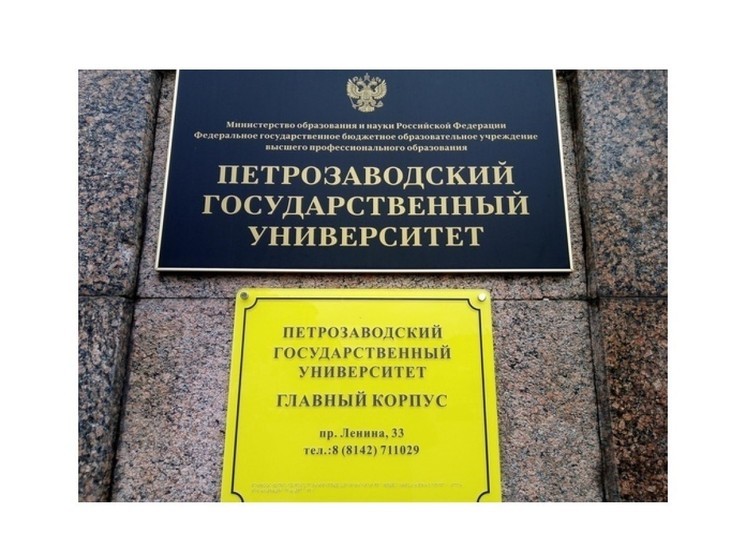 Министерство образования и науки Российской Федерации
Федеральное государственное бюджетное образовательное учреждение
высшего профессионального образования
ПЕТРОЗАВОДСКИЙ
ГОСУДАРСТВЕННЫЙ
УНИВЕРСИТЕТ
ПЕТРОЗАВОДСКИЙ
ГОСУДАРСТВЕННЫЙ
УНИВЕРСИТЕТ
ГЛАВНЫЙ КОРПУС
пр. Ленина, 33
тел.:8 (8142) 711029